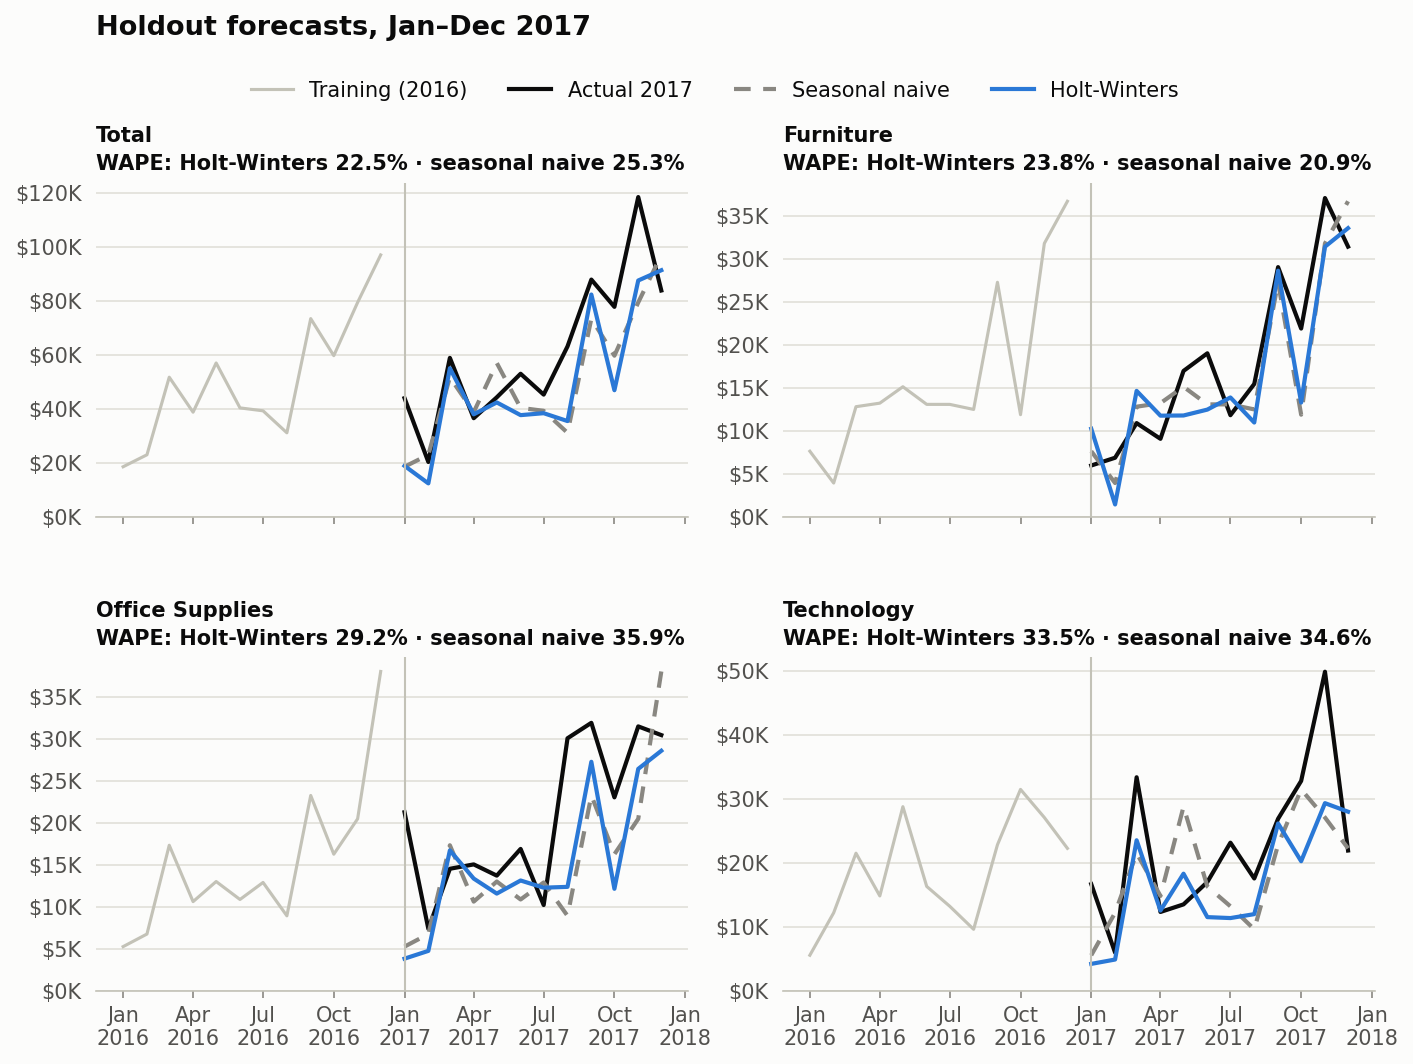 Holdout forecasts, Jan–Dec 2017
Training (2016) Actual 2017 Seasonal naive Holt-Winters
Total
WAPE: Holt-Winters 22.5% · seasonal naive 25.3%
$120K
$100K
$80K
$60K
$40K
$20K
$0K
Furniture
WAPE: Holt-Winters 23.8% · seasonal naive 20.9%
$35K
$30K
$25K
$20K
$15K
$10K
$5K
$0K
Office Supplies
WAPE: Holt-Winters 29.2% · seasonal naive 35.9%
$35K
$30K
$25K
$20K
$15K
$10K
$5K
$0K
Jan Apr Jul Oct Jan Apr Jul Oct Jan
2016 2016 2016 2016 2017 2017 2017 2017 2018
Technology
WAPE: Holt-Winters 33.5% · seasonal naive 34.6%
$50K
$40K
$30K
$20K
$10K
$0K
Jan Apr Jul Oct Jan Apr Jul Oct Jan
2016 2016 2016 2016 2017 2017 2017 2017 2018